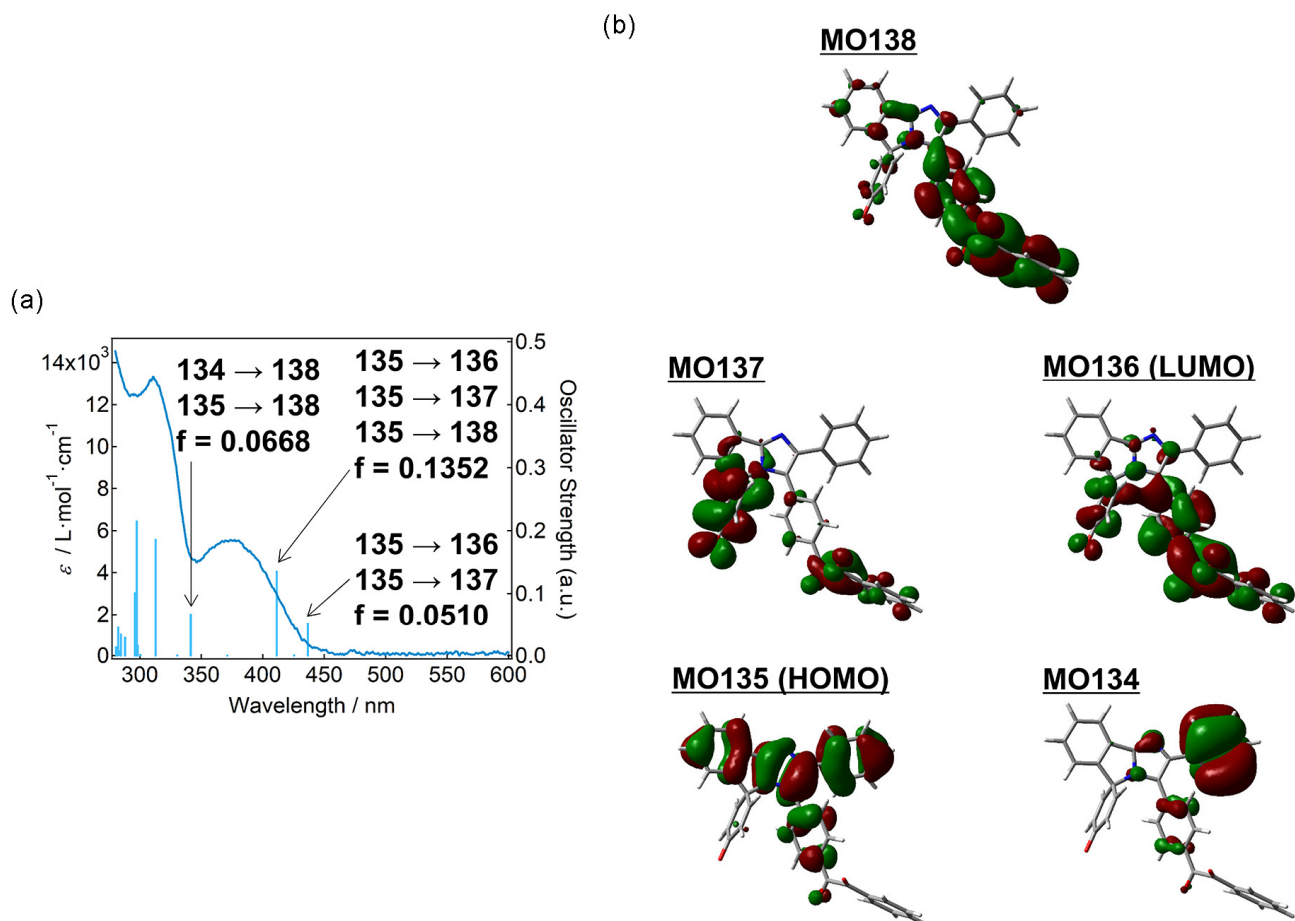 (b)
MO138
(a)
14x10³
12
10
8
6
4
2
0
ε / L·mol⁻¹·cm⁻¹
134 → 138
135 → 138
f = 0.0668
135 → 136
135 → 137
135 → 138
f = 0.1352
135 → 136
135 → 137
f = 0.0510
0.5
0.4
0.3
0.2
0.1
0.0
Oscillator Strength (a.u.)
300
350
400
450
500
550
600
Wavelength / nm
MO137
MO136 (LUMO)
MO135 (HOMO)
MO134